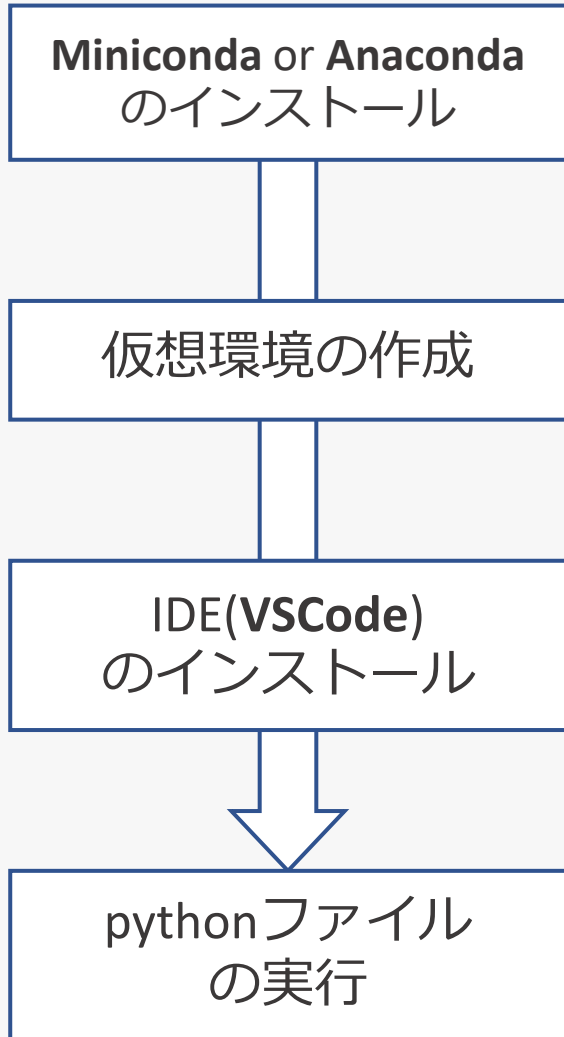 Miniconda or Anaconda
のインストール
仮想環境の作成
IDE(VSCode)
のインストール
pythonファイル
の実行